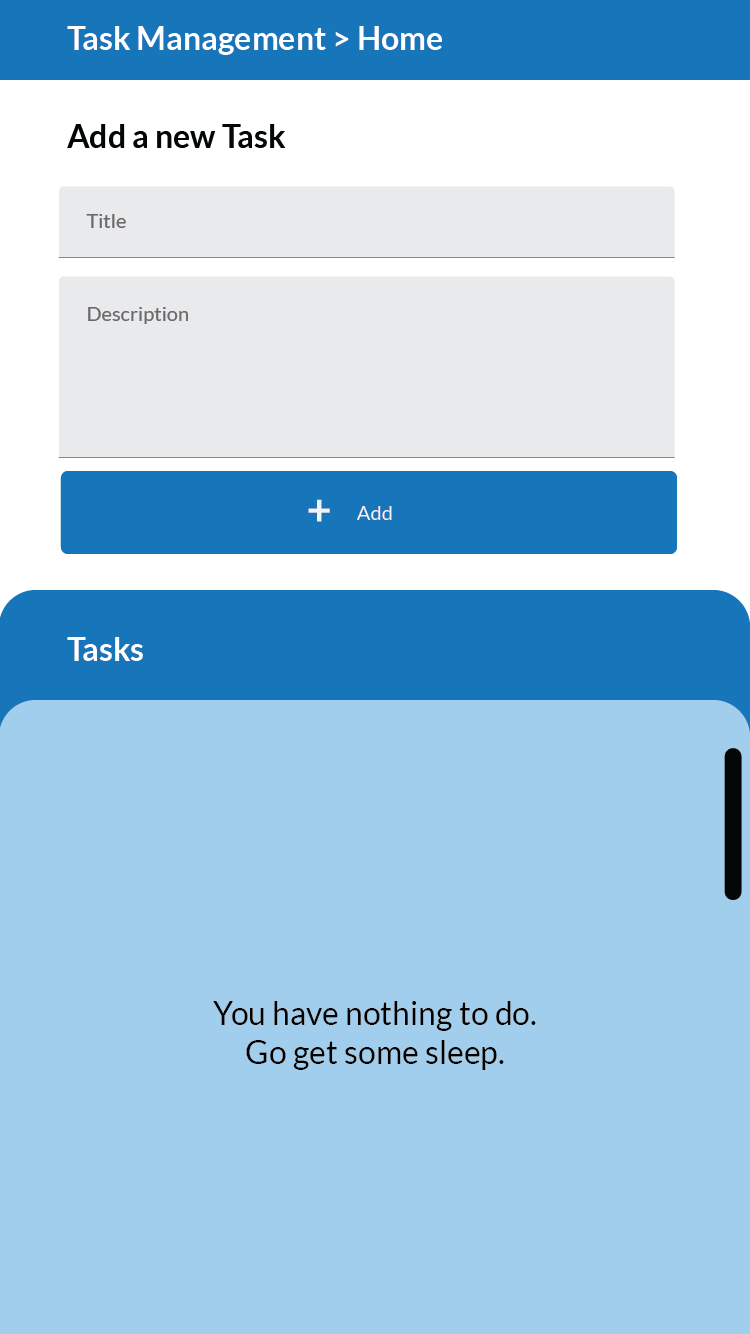 Task Management > Home
Add a new Task
Title
Description
+ Add
Tasks
You have nothing to do.
Go get some sleep.